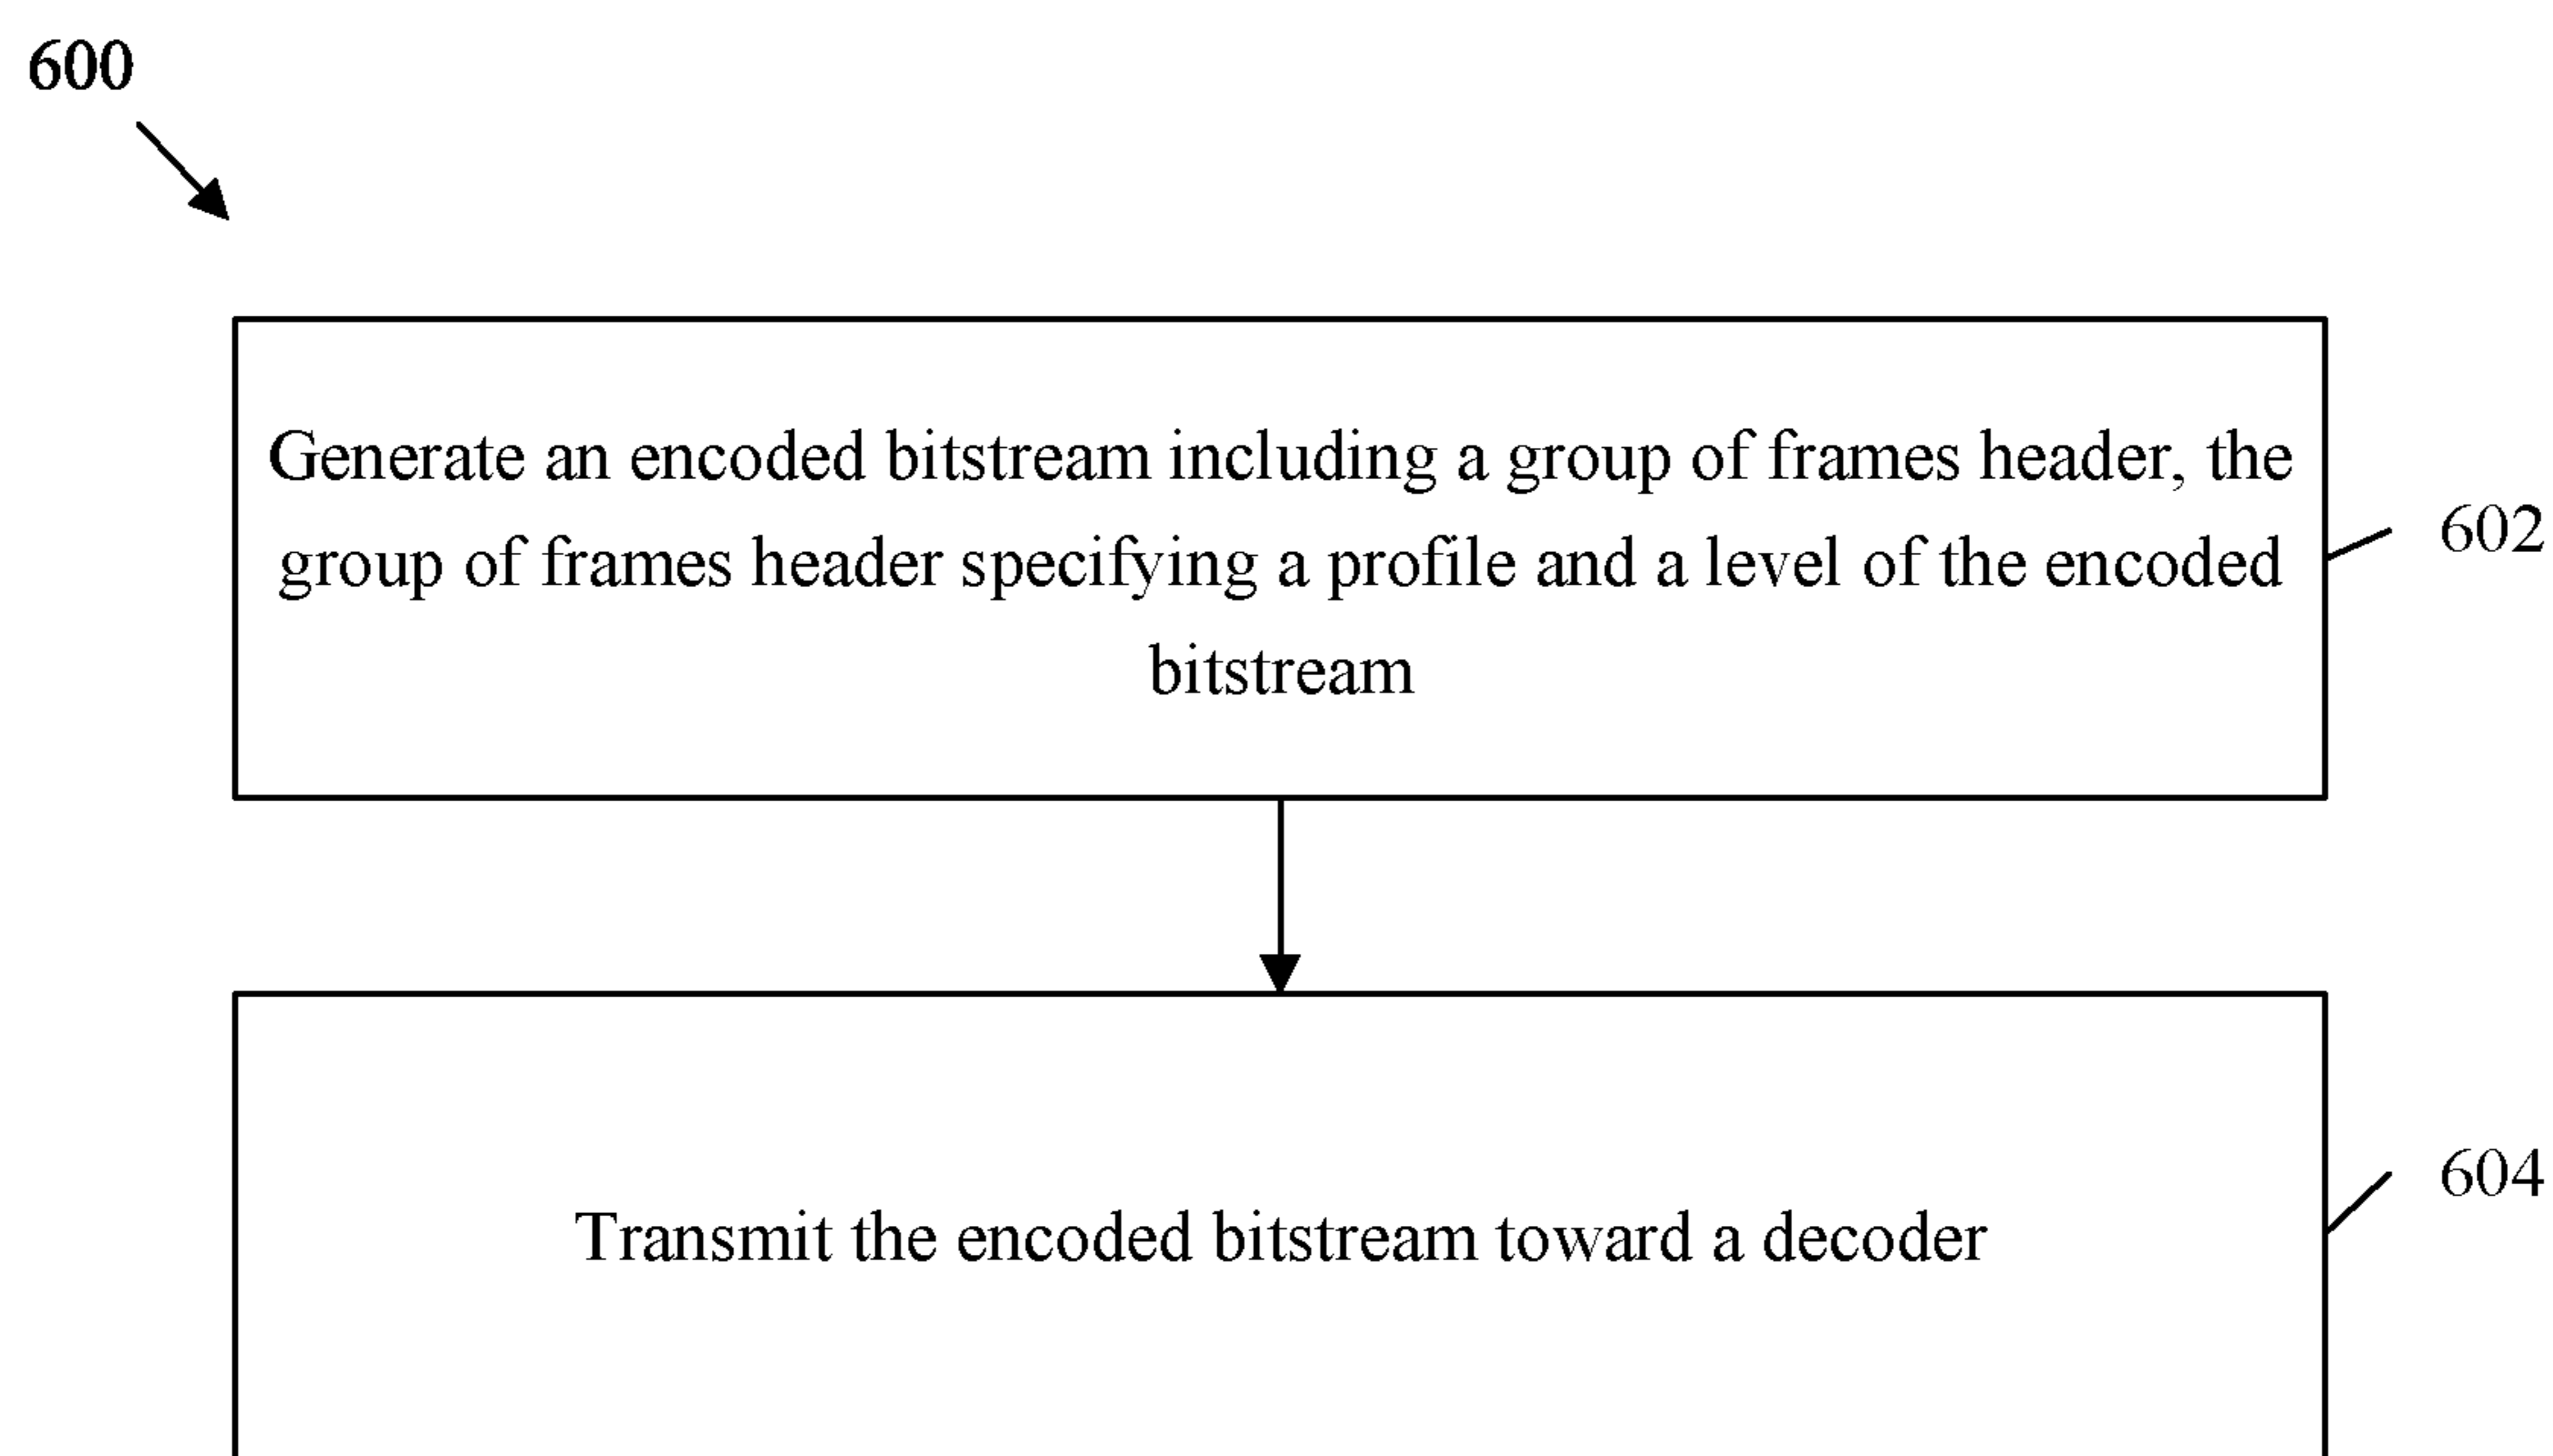 600
Generate an encoded bitstream including a group of frames header, the
group of frames header specifying a profile and a level of the encoded
bitstream
602
Transmit the encoded bitstream toward a decoder
604